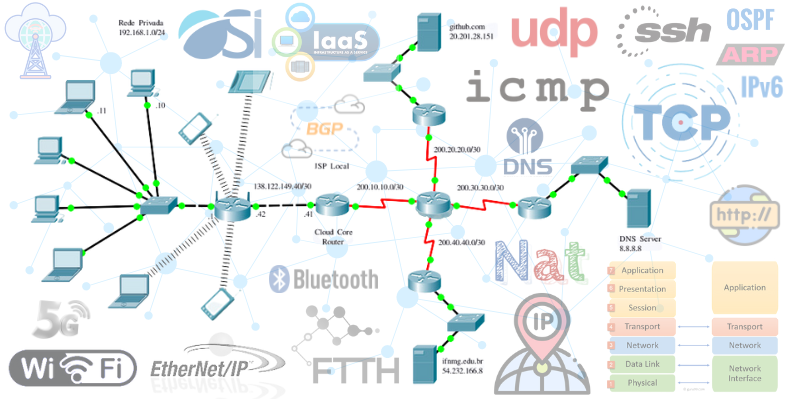 Rede Privada
192.168.1.0/24
Si
IaaS
github.com
20.201.28.151
udp
ssh
OSPF
ARP
IPv6
icmp
TCP
.11
.10
BGP
ISP Local
DNS
200.20.20.0/30
138.122.149.40/30
200.10.10.0/30
200.30.30.0/30
.42
.41
Cloud Core
Router
DNS Server
8.8.8.8
http://
200.40.40.0/30
Nat
Bluetooth
5G
Wi Fi
EtherNet/IP
FTTH
ifnmg.edu.br
54.232.166.8
IP
7 Application
6 Presentation
5 Session
4 Transport
3 Network
2 Data Link
1 Physical
Application
Transport
Network
Network
Interface